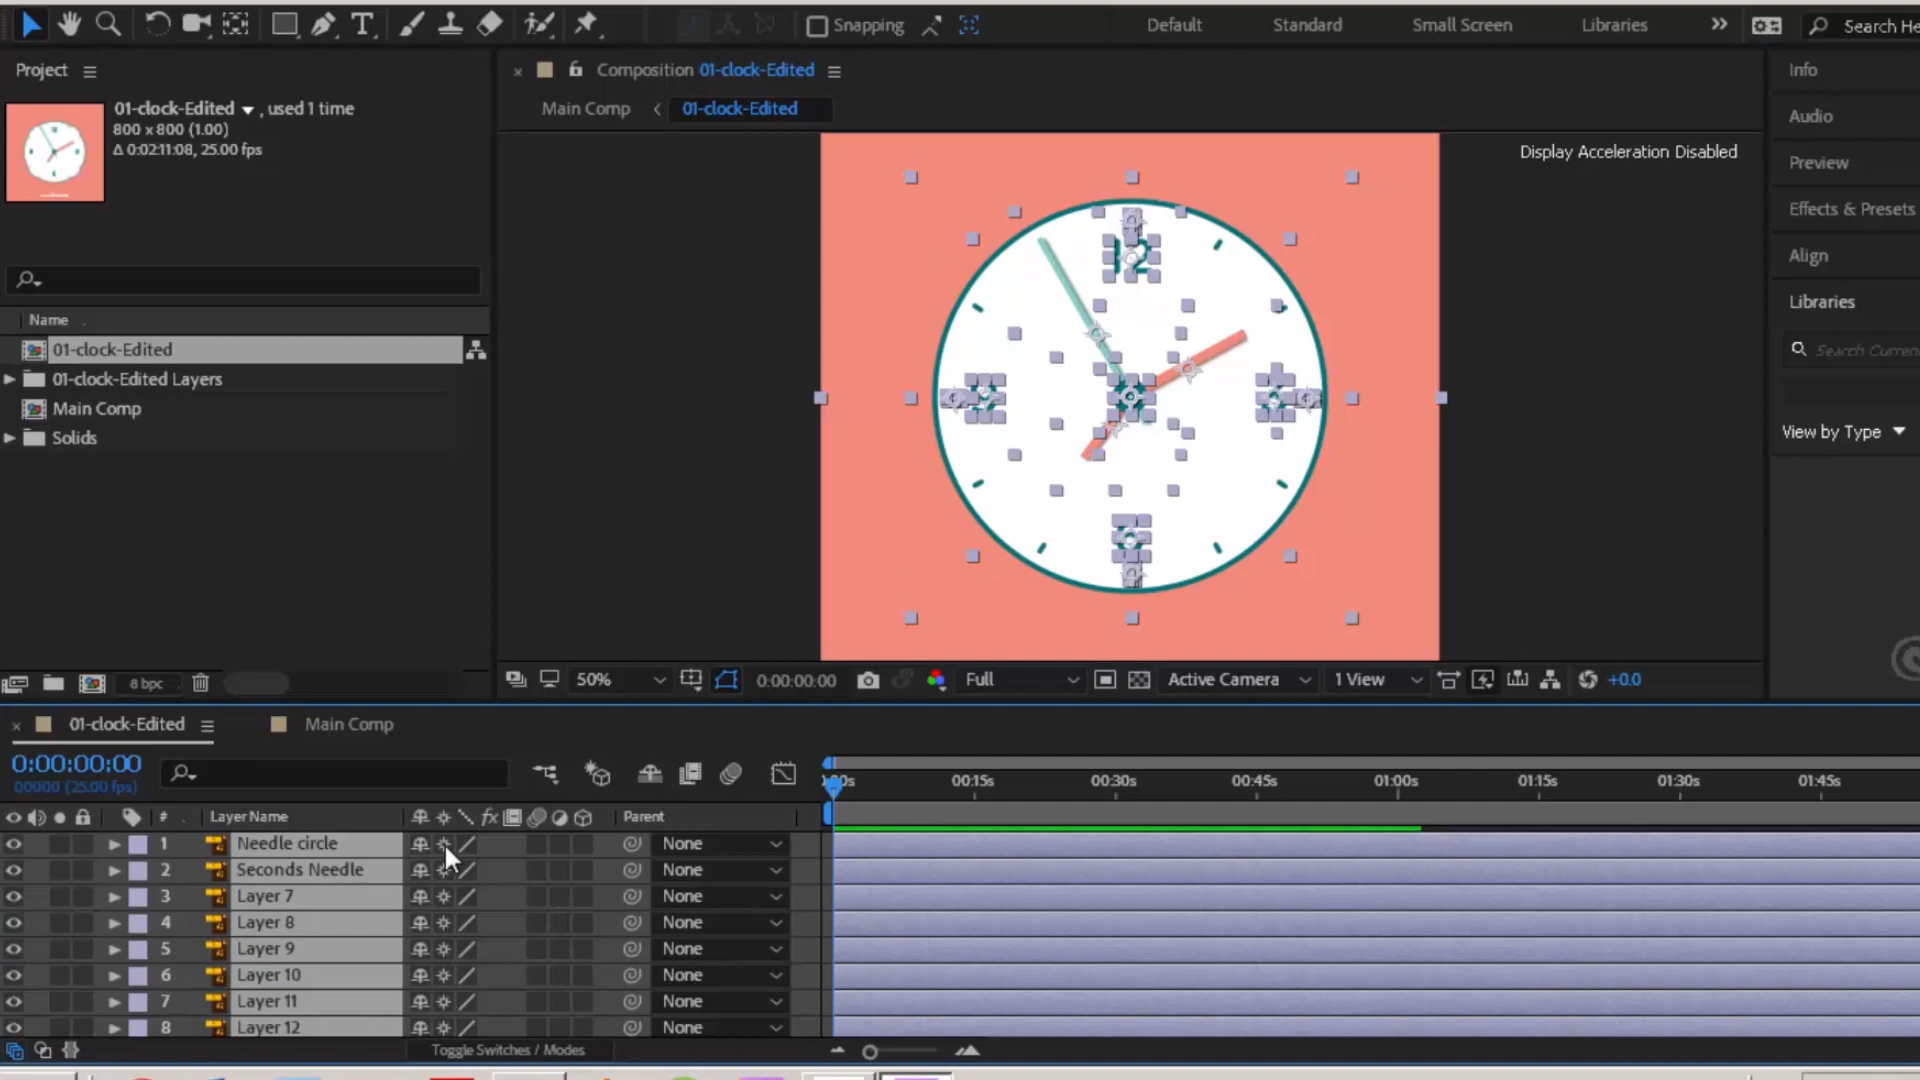 Snapping
Default
Standard
Small Screen
Libraries
Search He
Project
01-clock-Edited , used 1 time
800 x 800 (1.00)
Δ 0:02:11:08, 25.00 fps
Name
01-clock-Edited
01-clock-Edited Layers
Main Comp
Solids
8 bpc
Composition 01-clock-Edited
Main Comp
01-clock-Edited
Display Acceleration Disabled
12
50%
0:00:00:00
Full
Active Camera
1 View
+0.0
Info
Audio
Preview
Effects & Presets
Align
Libraries
Search Curren
View by Type
01-clock-Edited
Main Comp
0:00:00:00
00000 (25.00 fps)
00:15s
00:30s
00:45s
01:00s
01:15s
01:30s
01:45s
# Layer Name fx Parent
1 Needle circle None
2 Seconds Needle None
3 Layer 7 None
4 Layer 8 None
5 Layer 9 None
6 Layer 10 None
7 Layer 11 None
8 Layer 12 None
Toggle Switches / Modes